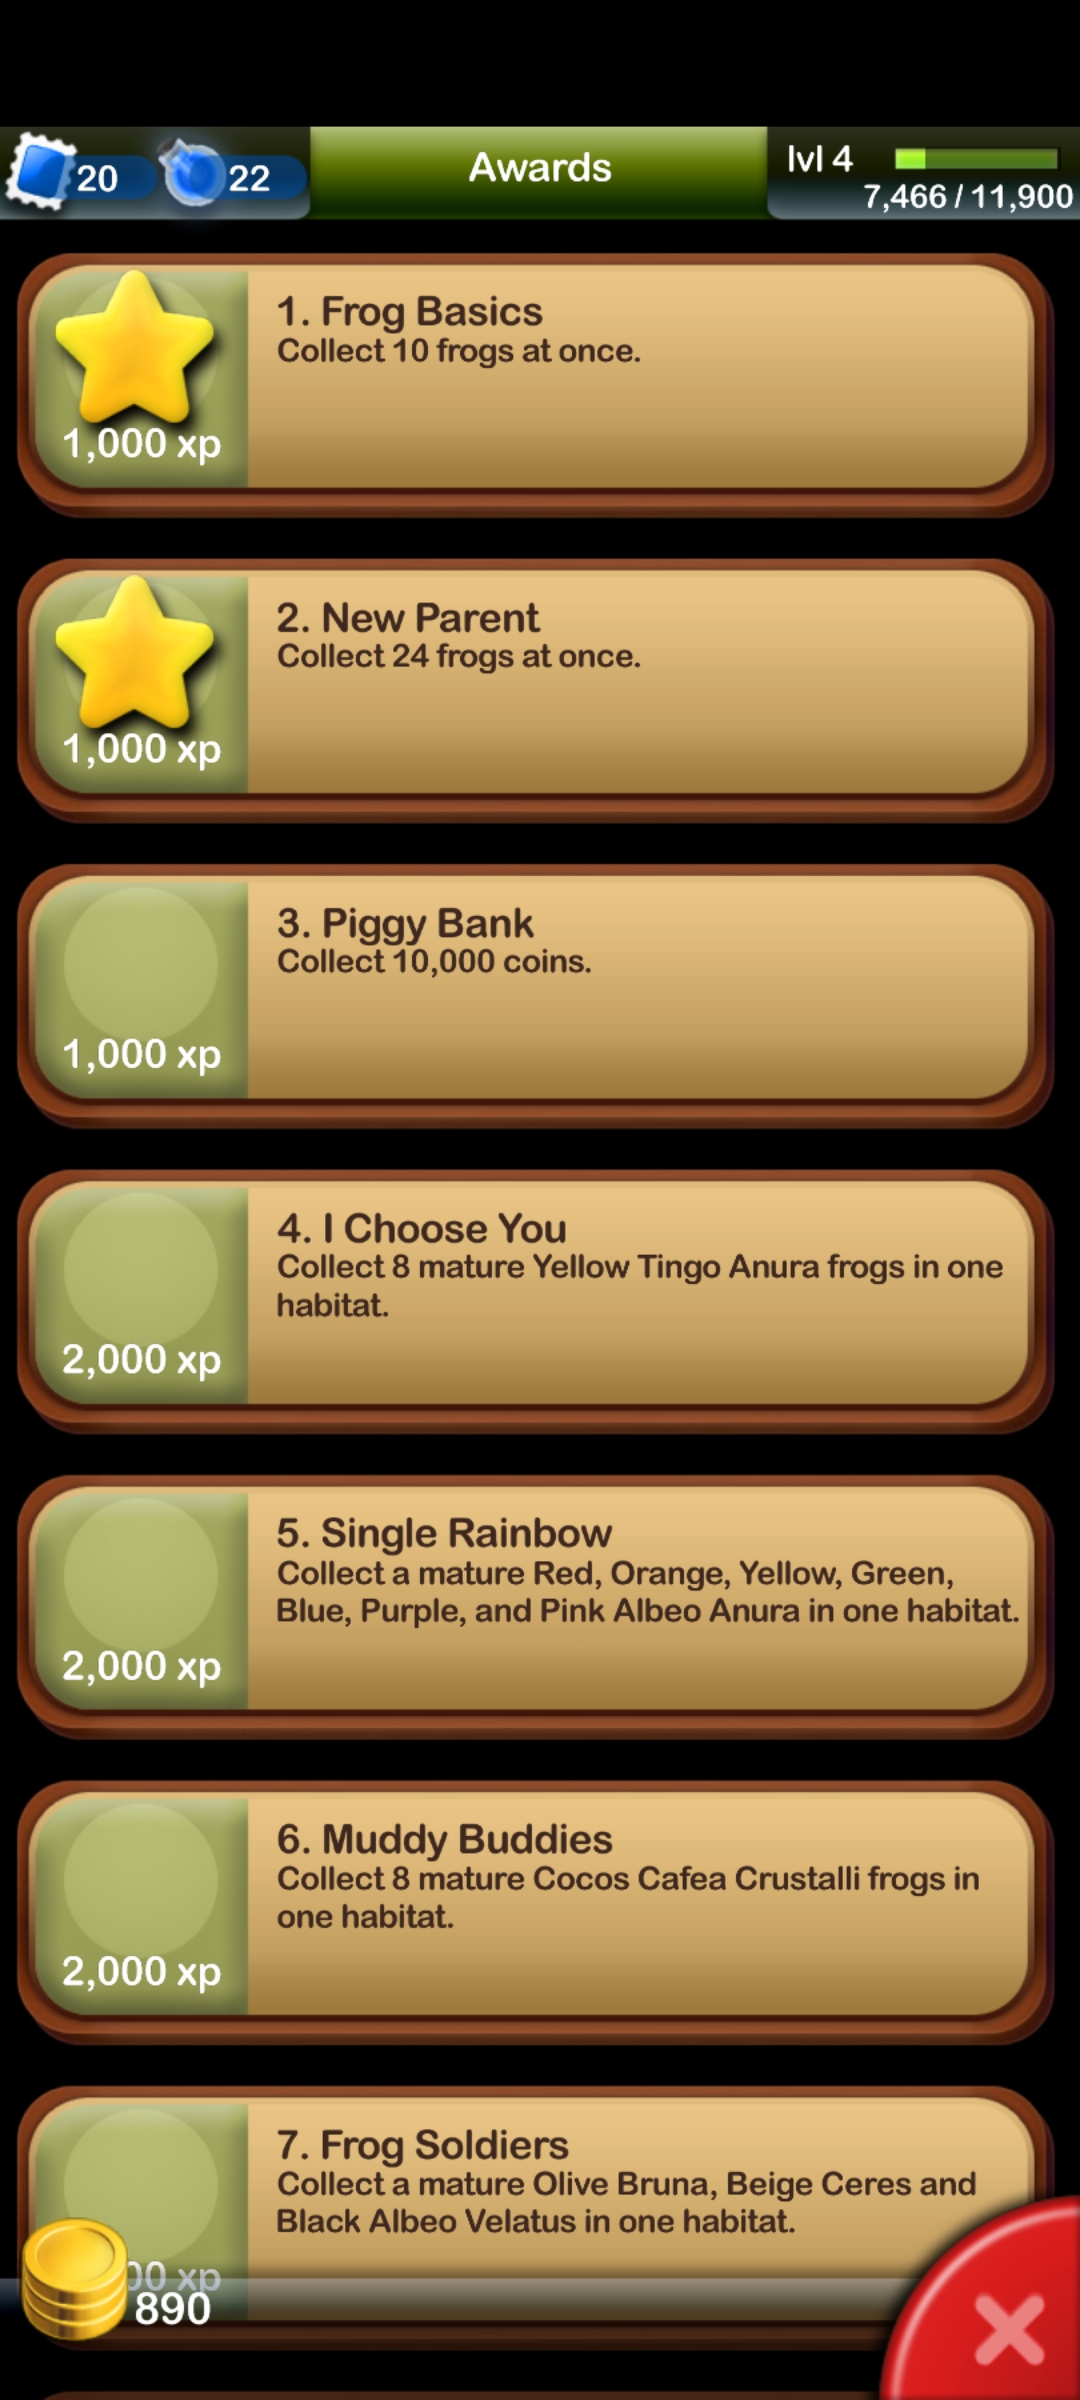 20
22
Awards
lvl 4
7,466 / 11,900
1. Frog Basics
Collect 10 frogs at once.
1,000 xp
2. New Parent
Collect 24 frogs at once.
1,000 xp
3. Piggy Bank
Collect 10,000 coins.
1,000 xp
4. I Choose You
Collect 8 mature Yellow Tingo Anura frogs in one
habitat.
2,000 xp
5. Single Rainbow
Collect a mature Red, Orange, Yellow, Green,
Blue, Purple, and Pink Albeo Anura in one habitat.
2,000 xp
6. Muddy Buddies
Collect 8 mature Cocos Cafea Crustalli frogs in
one habitat.
2,000 xp
7. Frog Soldiers
Collect a mature Olive Bruna, Beige Ceres and
Black Albeo Velatus in one habitat.
xp
890